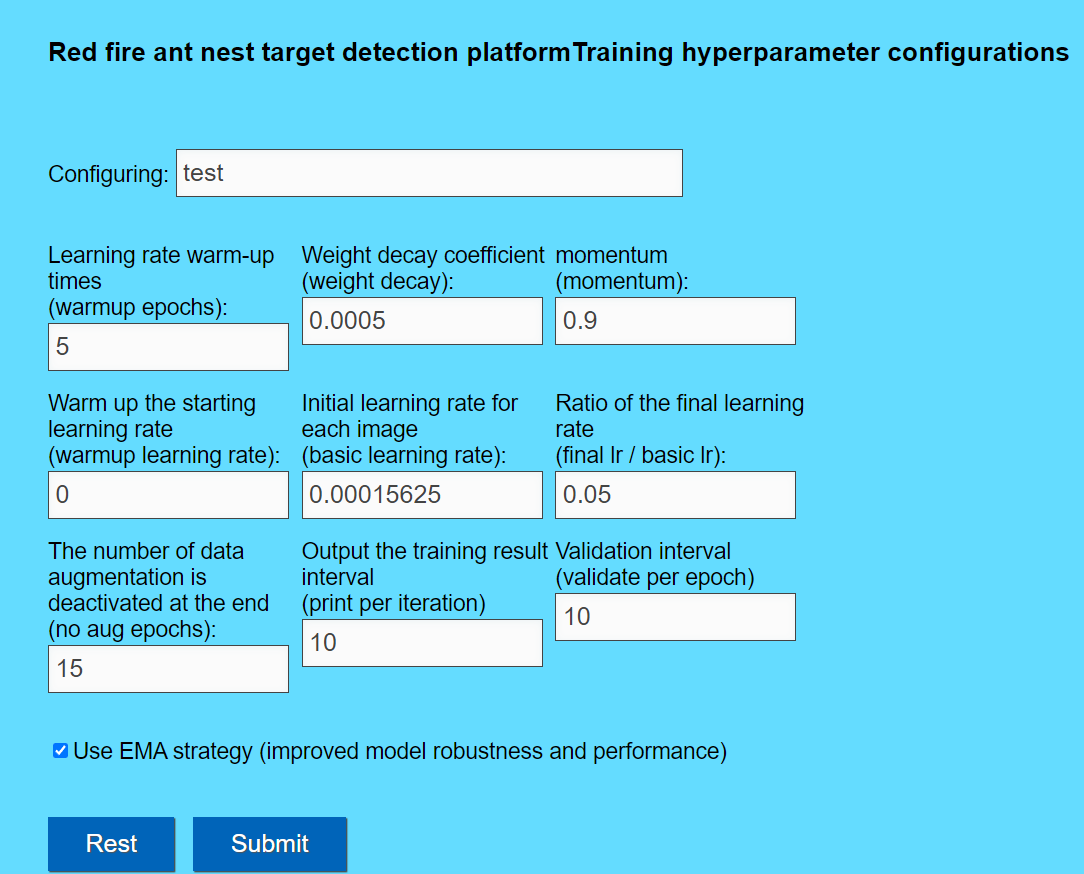 Red fire ant nest target detection platformTraining hyperparameter configurations
Configuring: test
Learning rate warm-up
times
(warmup epochs):
5
Weight decay coefficient
(weight decay):
0.0005
momentum
(momentum):
0.9
Warm up the starting
learning rate
(warmup learning rate):
0
Initial learning rate for
each image
(basic learning rate):
0.00015625
Ratio of the final learning
rate
(final lr / basic lr):
0.05
The number of data
augmentation is
deactivated at the end
(no aug epochs):
15
Output the training result
interval
(print per iteration)
10
Validation interval
(validate per epoch)
10
Use EMA strategy (improved model robustness and performance)
Rest Submit